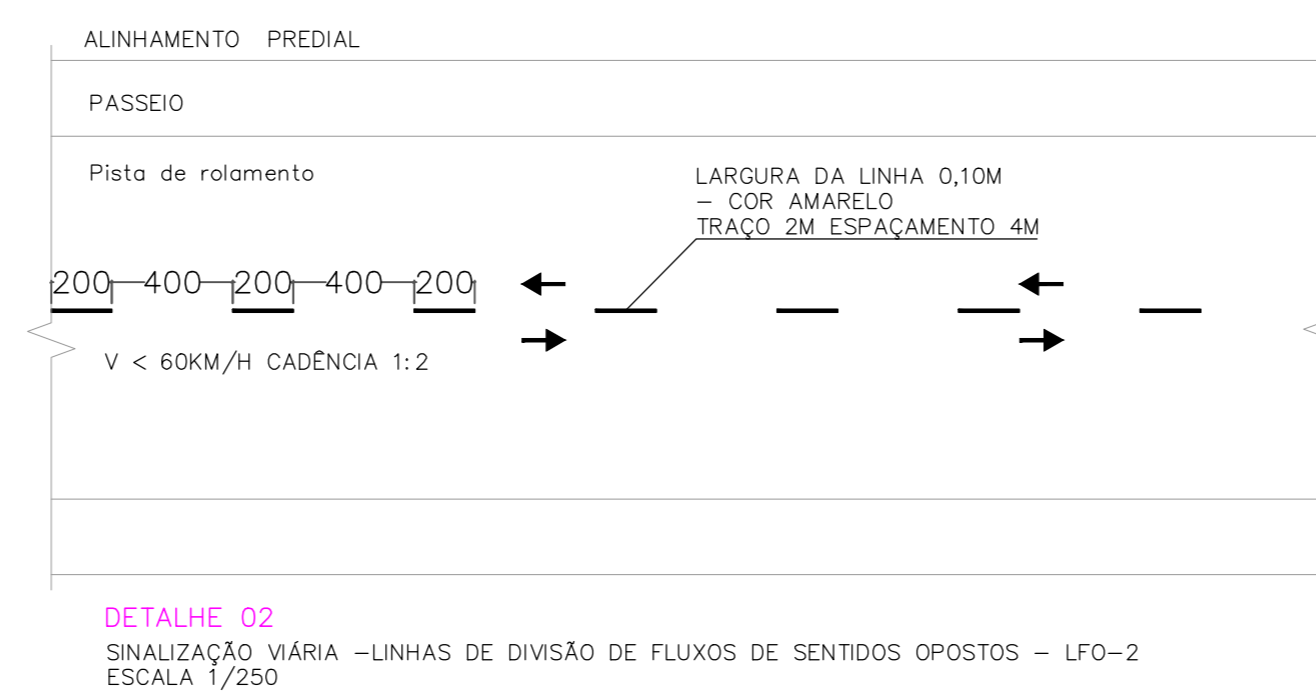 ALINHAMENTO PREDIAL
PASSEIO
Pista de rolamento
LARGURA DA LINHA 0,10M
– COR AMARELO
TRAÇO 2M ESPAÇAMENTO 4M
200 400 200 400 200
V < 60KM/H CADÊNCIA 1:2
DETALHE 02
SINALIZAÇÃO VIÁRIA –LINHAS DE DIVISÃO DE FLUXOS DE SENTIDOS OPOSTOS – LFO–2
ESCALA 1/250